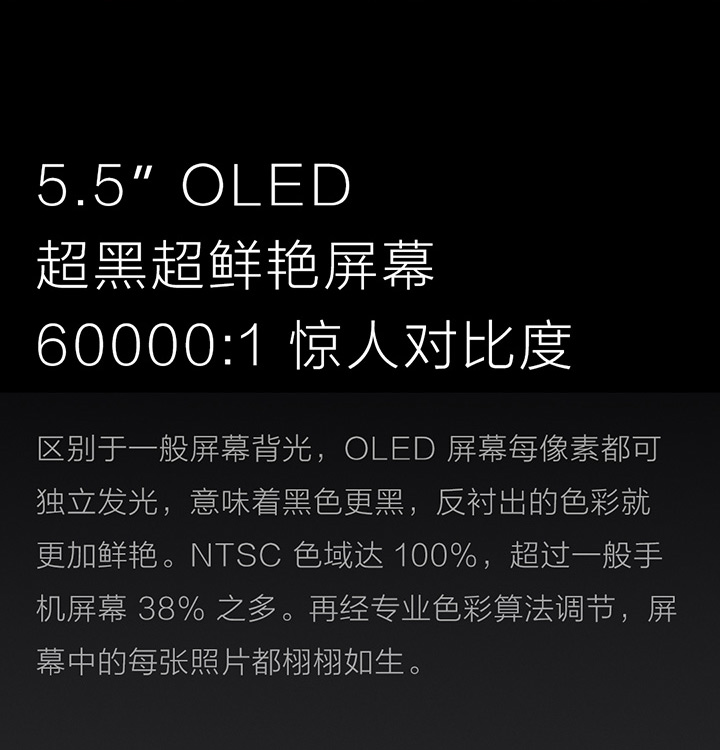 5.5″ OLED
超黑超鲜艳屏幕
60000:1 惊人对比度
区别于一般屏幕背光，OLED 屏幕每像素都可
独立发光，意味着黑色更黑，反衬出的色彩就
更加鲜艳。NTSC 色域达 100%，超过一般手
机屏幕 38% 之多。再经专业色彩算法调节，屏
幕中的每张照片都栩栩如生。